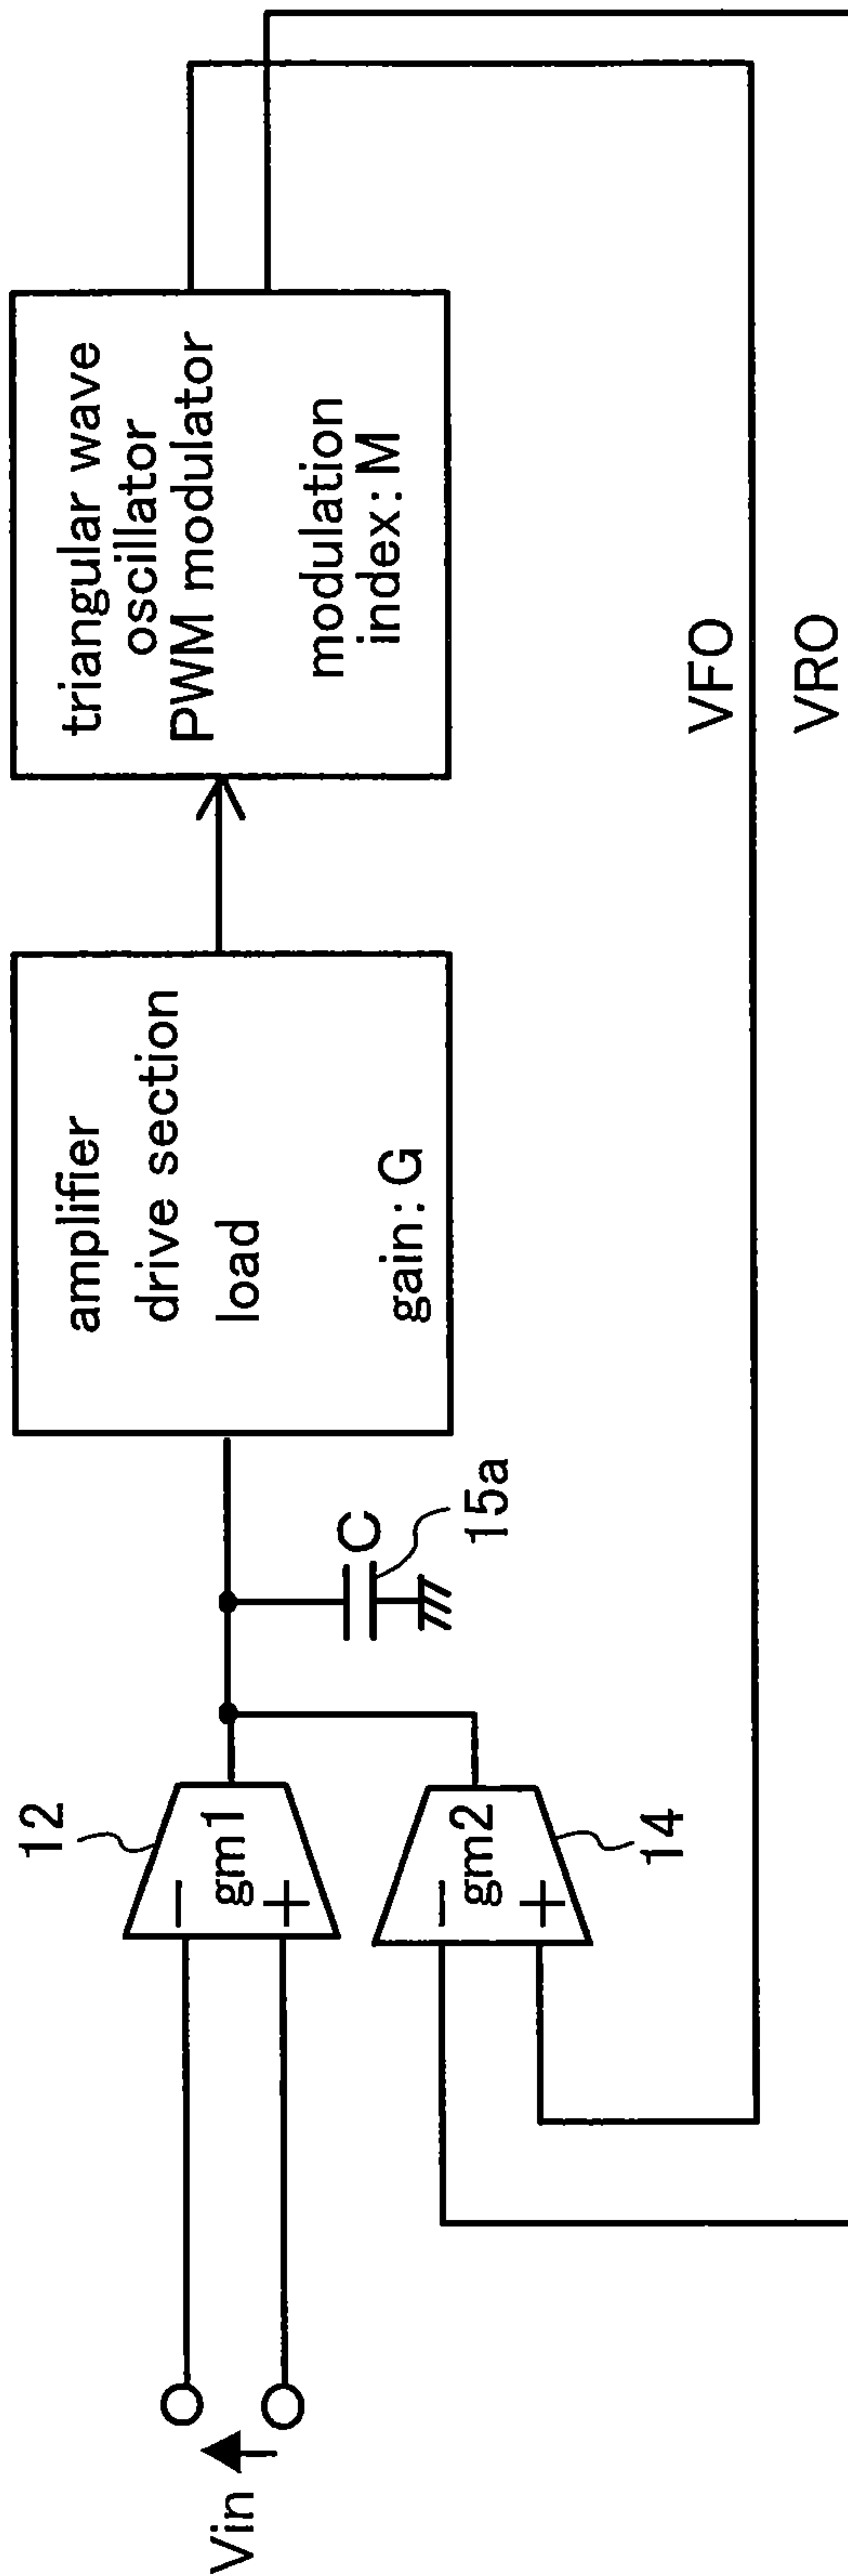 Vin
12
−
gm1
+
−
gm2
+
14
C
15a
amplifier
drive section
load
gain: G
triangular wave
oscillator
PWM modulator
modulation
index: M
VFO
VRO